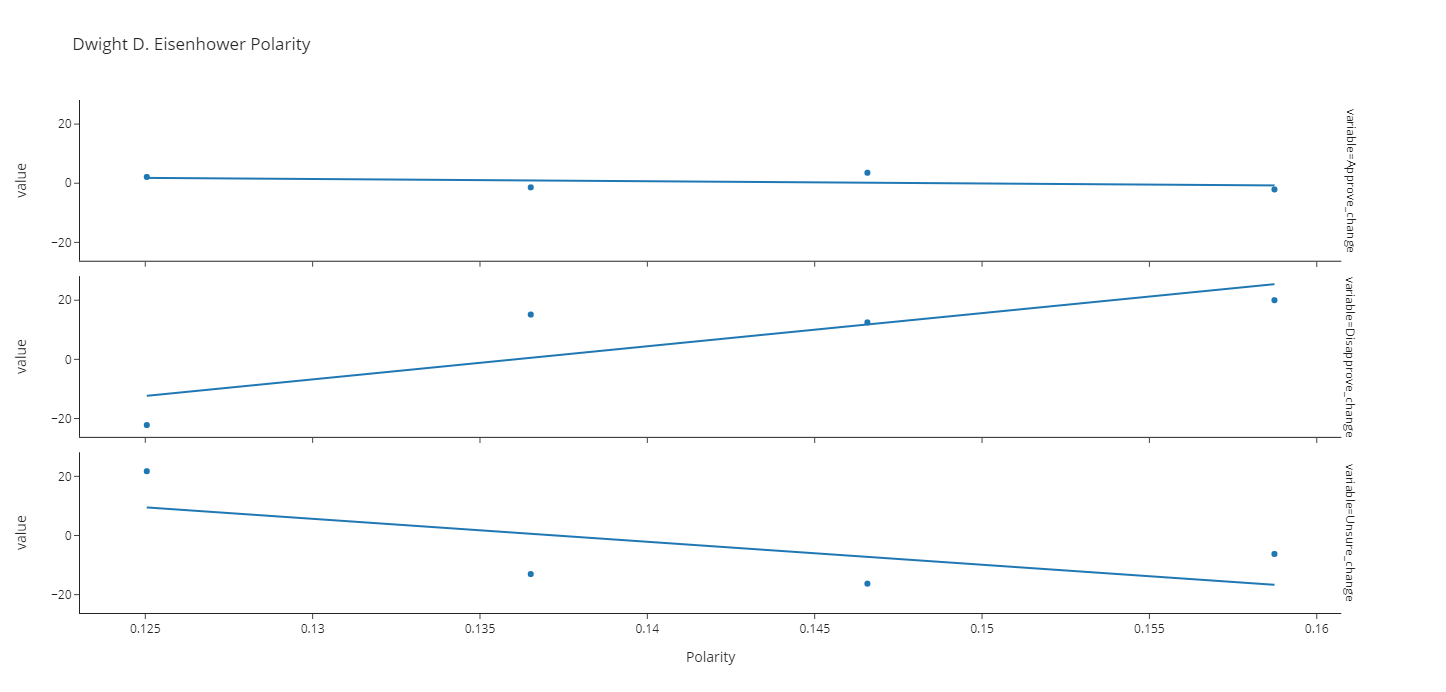 Dwight D. Eisenhower Polarity
20
0
−20
value
variable=Approve_change
20
0
−20
value
variable=Disapprove_change
20
0
−20
value
variable=Unsure_change
0.125 0.13 0.135 0.14 0.145 0.15 0.155 0.16
Polarity